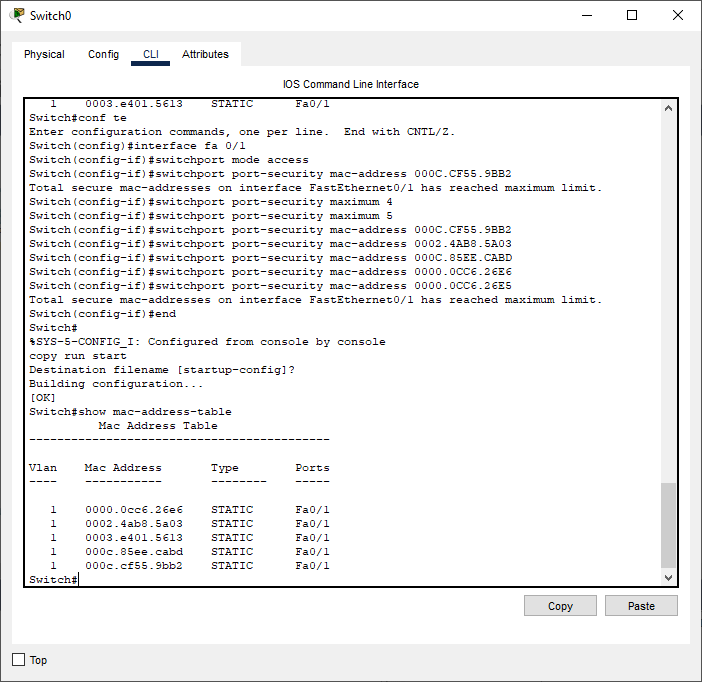 Switch0
Physical Config CLI Attributes
IOS Command Line Interface
1 0003.e401.5613 STATIC Fa0/1
Switch#conf te
Enter configuration commands, one per line. End with CNTL/Z.
Switch(config)#interface fa 0/1
Switch(config-if)#switchport mode access
Switch(config-if)#switchport port-security mac-address 000C.CF55.9BB2
Total secure mac-addresses on interface FastEthernet0/1 has reached maximum limit.
Switch(config-if)#switchport port-security maximum 4
Switch(config-if)#switchport port-security maximum 5
Switch(config-if)#switchport port-security mac-address 000C.CF55.9BB2
Switch(config-if)#switchport port-security mac-address 0002.4AB8.5A03
Switch(config-if)#switchport port-security mac-address 000C.85EE.CABD
Switch(config-if)#switchport port-security mac-address 0000.0CC6.26E6
Switch(config-if)#switchport port-security mac-address 0000.0CC6.26E5
Total secure mac-addresses on interface FastEthernet0/1 has reached maximum limit.
Switch(config-if)#end
Switch#
%SYS-5-CONFIG_I: Configured from console by console
copy run start
Destination filename [startup-config]?
Building configuration...
[OK]
Switch#show mac-address-table
Mac Address Table
-------------------------------------------
Vlan Mac Address Type Ports
---- ----------- -------- -----
1 0000.0cc6.26e6 STATIC Fa0/1
1 0002.4ab8.5a03 STATIC Fa0/1
1 0003.e401.5613 STATIC Fa0/1
1 000c.85ee.cabd STATIC Fa0/1
1 000c.cf55.9bb2 STATIC Fa0/1
Switch#
Copy Paste
Top